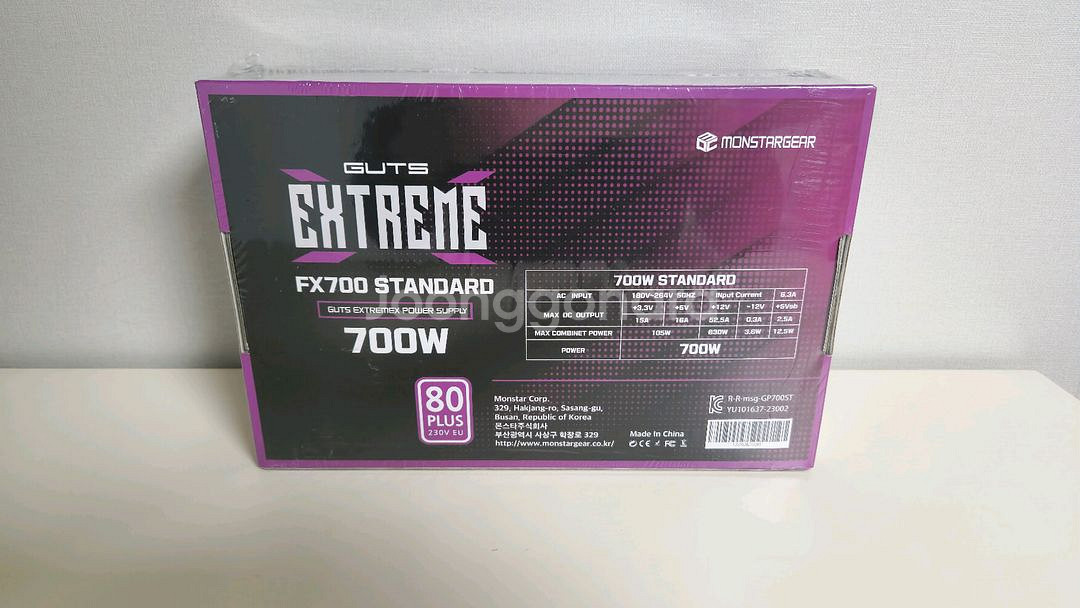 MONSTARGEAR
GUTS
EXTREME
FX700 STANDARD
GUTS EXTREMEX POWER SUPPLY
700W
700W STANDARD
AC INPUT 180V~264V 50HZ Input Current 6.3A
MAX DC OUTPUT +3.3V +5V +12V -12V +5Vsb
15A 16A 52.5A 0.3A 2.5A
MAX COMBINET POWER 105W 630W 3.6W 12.5W
POWER 700W
80
PLUS
230V EU
Monstar Corp.
329, Hakjang-ro, Sasang-gu,
Busan, Republic of Korea
몬스타주식회사
부산광역시 사상구 학장로 329
http://www.monstargear.co.kr/
Made In China
R-R-msg-GP700ST
YU101637-23002
joongna